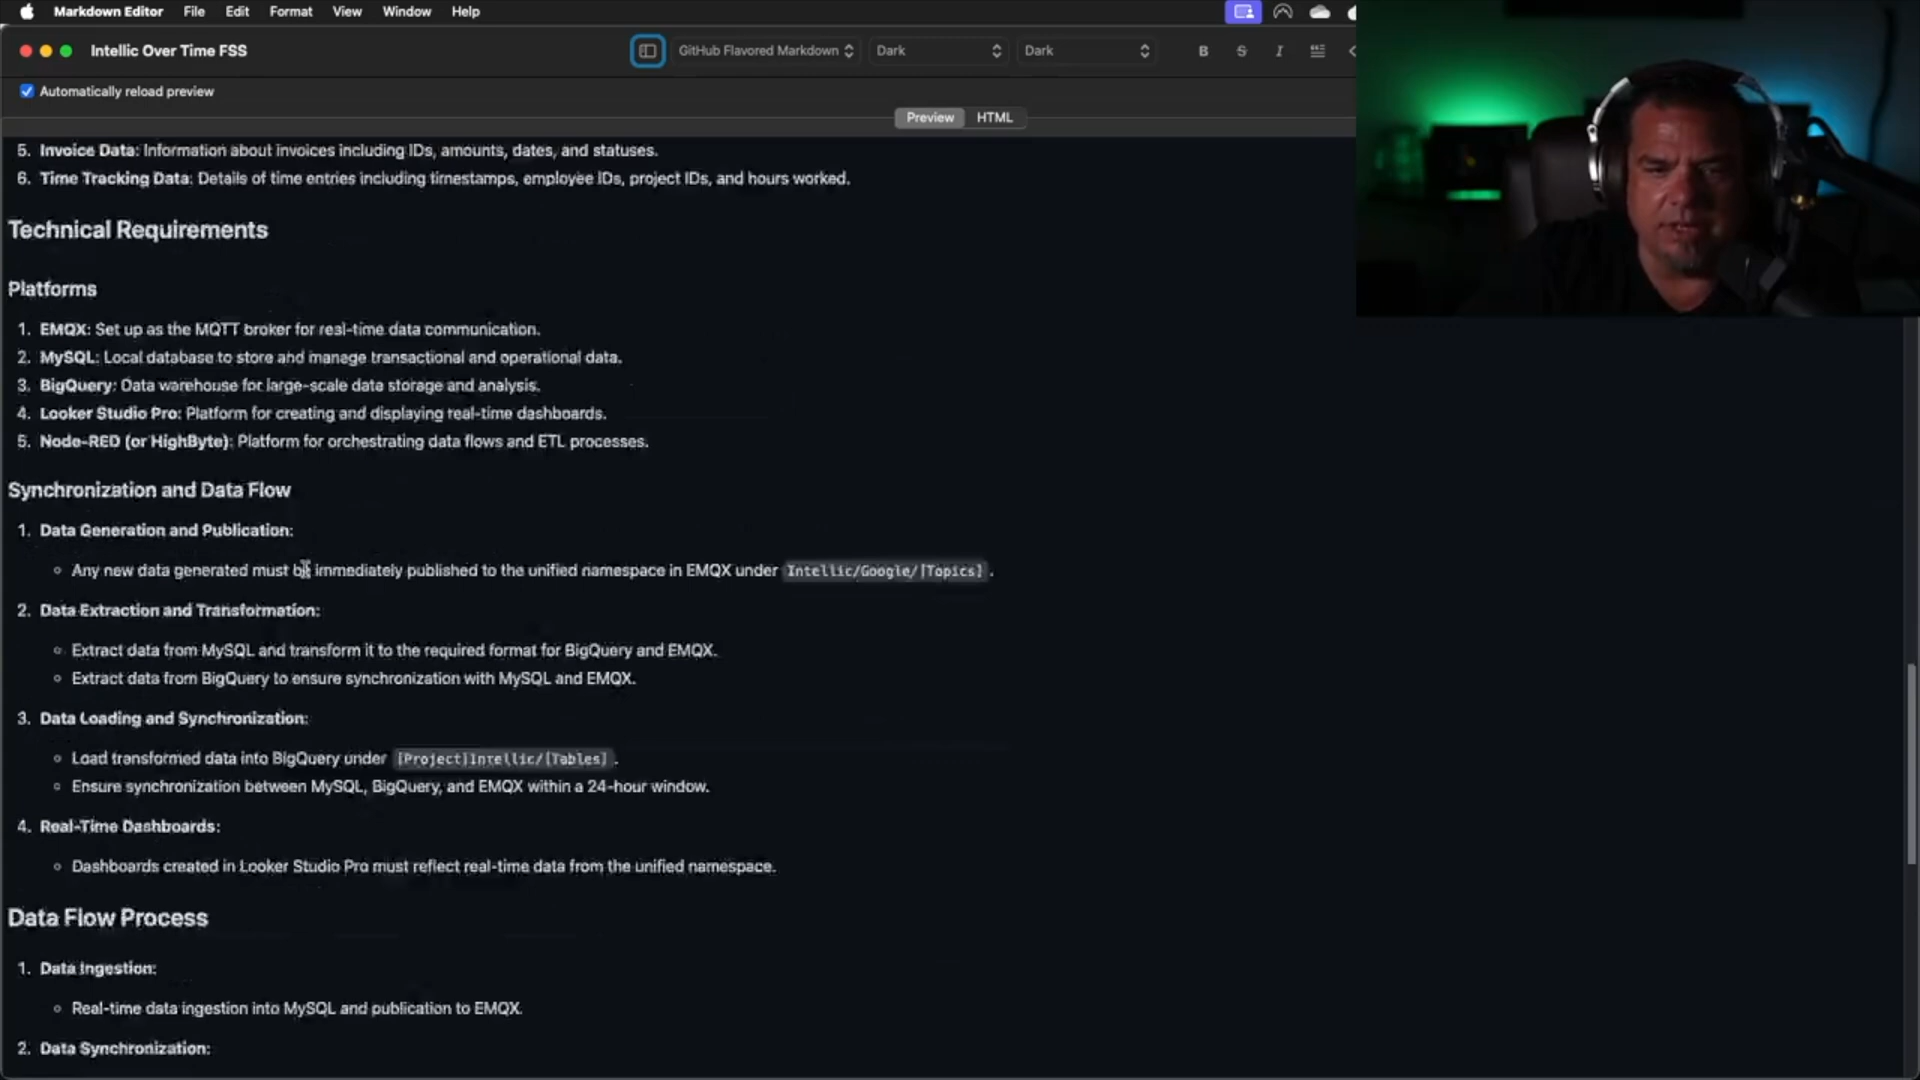 Markdown Editor File Edit Format View Window Help
Intellic Over Time FSS
GitHub Flavored Markdown Dark Dark B S I
Automatically reload preview
Preview HTML
5. Invoice Data: Information about invoices including IDs, amounts, dates, and statuses.
6. Time Tracking Data: Details of time entries including timestamps, employee IDs, project IDs, and hours worked.
Technical Requirements
Platforms
1. EMQX: Set up as the MQTT broker for real-time data communication.
2. MySQL: Local database to store and manage transactional and operational data.
3. BigQuery: Data warehouse for large-scale data storage and analysis.
4. Looker Studio Pro: Platform for creating and displaying real-time dashboards.
5. Node-RED (or HighByte): Platform for orchestrating data flows and ETL processes.
Synchronization and Data Flow
1. Data Generation and Publication:
◦ Any new data generated must be immediately published to the unified namespace in EMQX under Intellic/Google/[Topics] .
2. Data Extraction and Transformation:
◦ Extract data from MySQL and transform it to the required format for BigQuery and EMQX.
◦ Extract data from BigQuery to ensure synchronization with MySQL and EMQX.
3. Data Loading and Synchronization:
◦ Load transformed data into BigQuery under [Project]Intellic/[Tables] .
◦ Ensure synchronization between MySQL, BigQuery, and EMQX within a 24-hour window.
4. Real-Time Dashboards:
◦ Dashboards created in Looker Studio Pro must reflect real-time data from the unified namespace.
Data Flow Process
1. Data Ingestion:
◦ Real-time data ingestion into MySQL and publication to EMQX.
2. Data Synchronization: